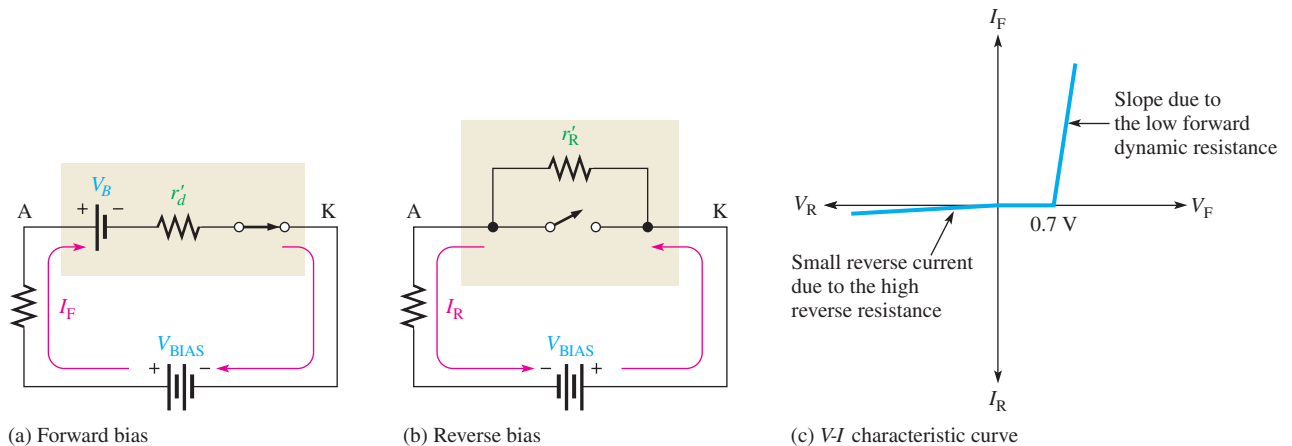 V_B
r'_d
A
K
+
−
I_F
V_BIAS
+
−
(a) Forward bias
r'_R
A
K
I_R
V_BIAS
−
+
(b) Reverse bias
I_F
Slope due to
the low forward
dynamic resistance
V_R
V_F
0.7 V
Small reverse current
due to the high
reverse resistance
I_R
(c) V-I characteristic curve